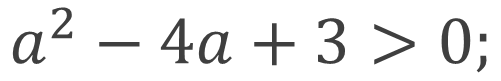 a² − 4a + 3 > 0;